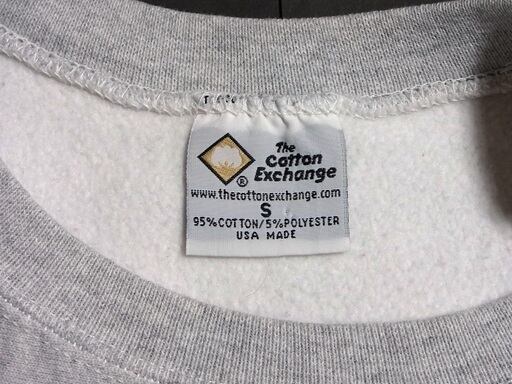 The
Cotton
Exchange
®
www.thecottonexchange.com
S
95%COTTON/5%POLYESTER
USA MADE